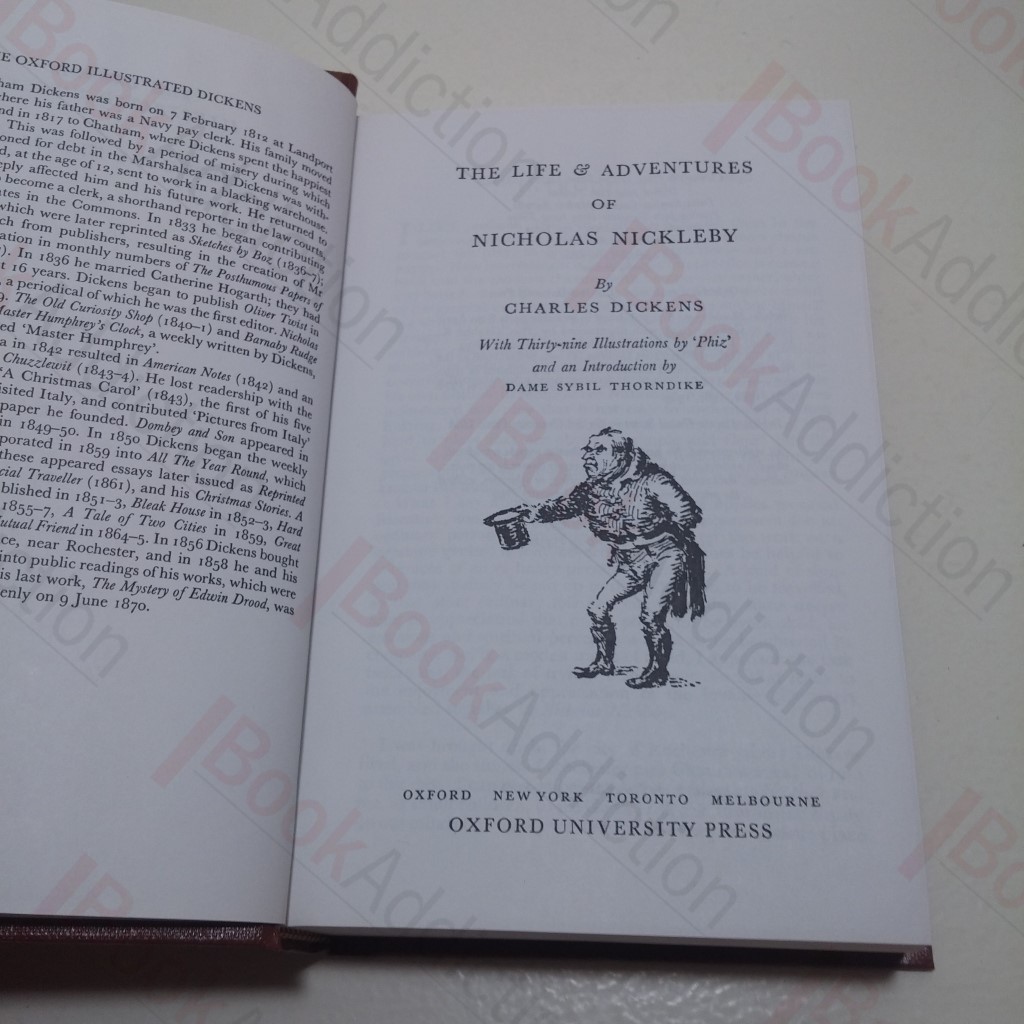 E OXFORD ILLUSTRATED DICKENS
ham Dickens was born on 7 February 1812 at Landport
where his father was a Navy pay clerk. His family moved
nd in 1817 to Chatham, where Dickens spent the happiest
. This was followed by a period of misery during which
oned for debt in the Marshalsea and Dickens was with-
d, at the age of 12, sent to work in a blacking warehouse.
eply affected him and his future work. He returned to
become a clerk, a shorthand reporter in the law courts,
tes in the Commons. In 1833 he began contributing
which were later reprinted as Sketches by Boz (1836–7);
ch from publishers, resulting in the creation of Mr
ation in monthly numbers of The Posthumous Papers of
). In 1836 he married Catherine Hogarth; they had
t 16 years. Dickens began to publish Oliver Twist in
, a periodical of which he was the first editor. Nicholas
9. The Old Curiosity Shop (1840–1) and Barnaby Rudge
Master Humphrey's Clock, a weekly written by Dickens,
ed 'Master Humphrey'.
a in 1842 resulted in American Notes (1842) and an
Chuzzlewit (1843–4). He lost readership with the
'A Christmas Carol' (1843), the first of his five
isited Italy, and contributed 'Pictures from Italy'
paper he founded. Dombey and Son appeared in
in 1849–50. In 1850 Dickens began the weekly
porated in 1859 into All The Year Round, which
these appeared essays later issued as Reprinted
cial Traveller (1861), and his Christmas Stories. A
blished in 1851–3, Bleak House in 1852–3, Hard
1855–7, A Tale of Two Cities in 1859, Great
utual Friend in 1864–5. In 1856 Dickens bought
ce, near Rochester, and in 1858 he and his
into public readings of his works, which were
is last work, The Mystery of Edwin Drood, was
enly on 9 June 1870.
THE LIFE & ADVENTURES
OF
NICHOLAS NICKLEBY
By
CHARLES DICKENS
With Thirty-nine Illustrations by 'Phiz'
and an Introduction by
DAME SYBIL THORNDIKE
OXFORD NEW YORK TORONTO MELBOURNE
OXFORD UNIVERSITY PRESS
BookAddiction